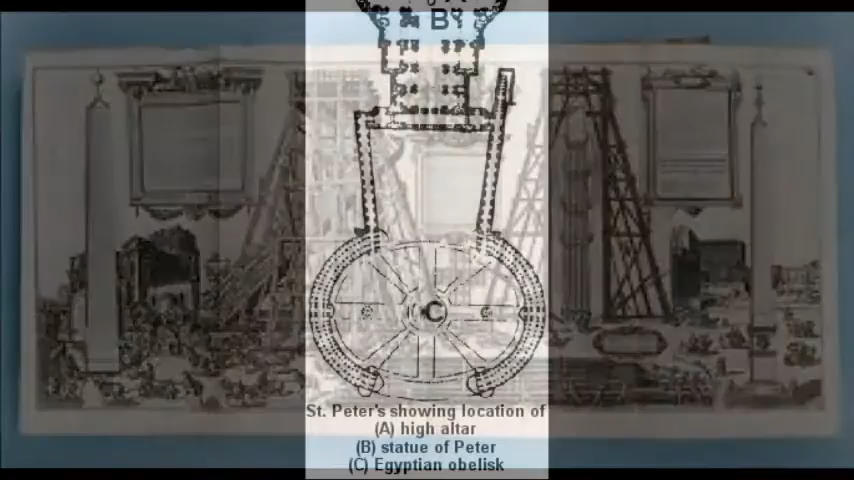 B
C
St. Peter's showing location of
(A) high altar
(B) statue of Peter
(C) Egyptian obelisk